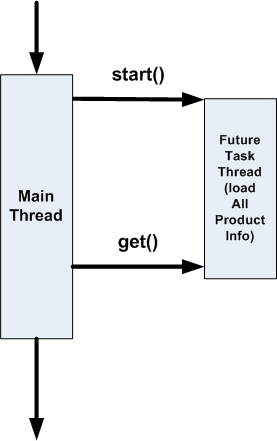 start()
Main
Thread
Future
Task
Thread
(load
All
Product
Info)
get()